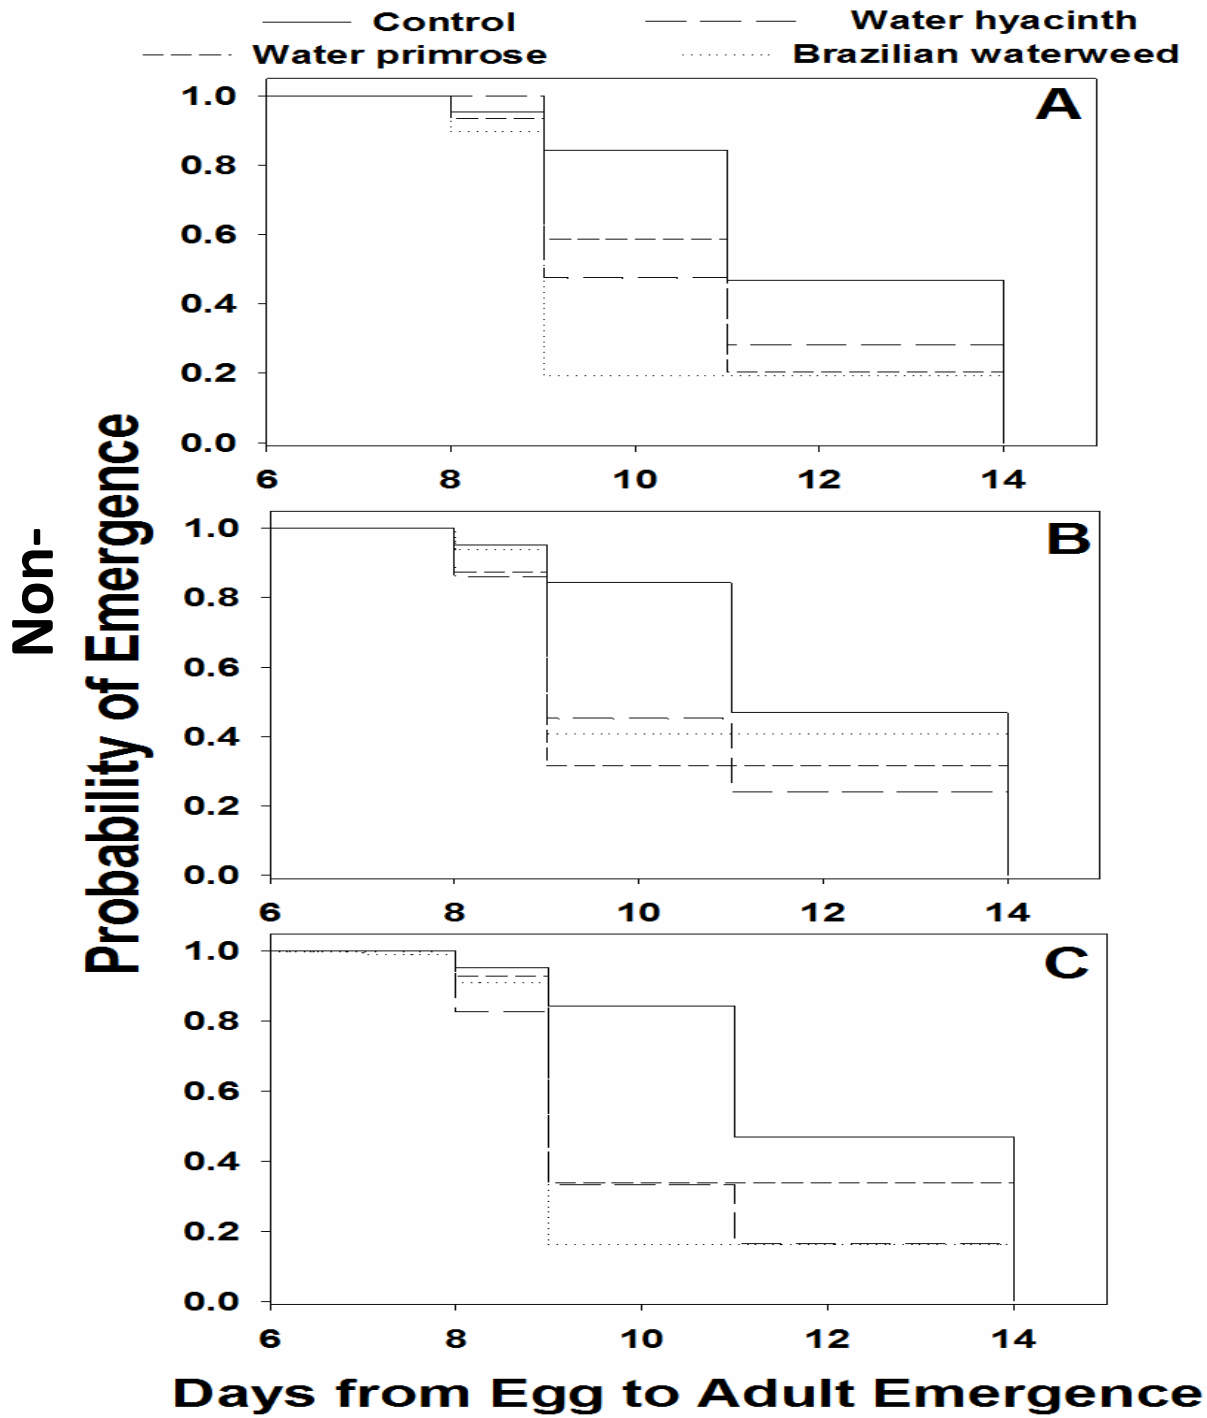 Control Water hyacinth
Water primrose Brazilian waterweed
Non-
Probability of Emergence
A
1.0
0.8
0.6
0.4
0.2
0.0
6 8 10 12 14
B
1.0
0.8
0.6
0.4
0.2
0.0
6 8 10 12 14
C
1.0
0.8
0.6
0.4
0.2
0.0
6 8 10 12 14
Days from Egg to Adult Emergence